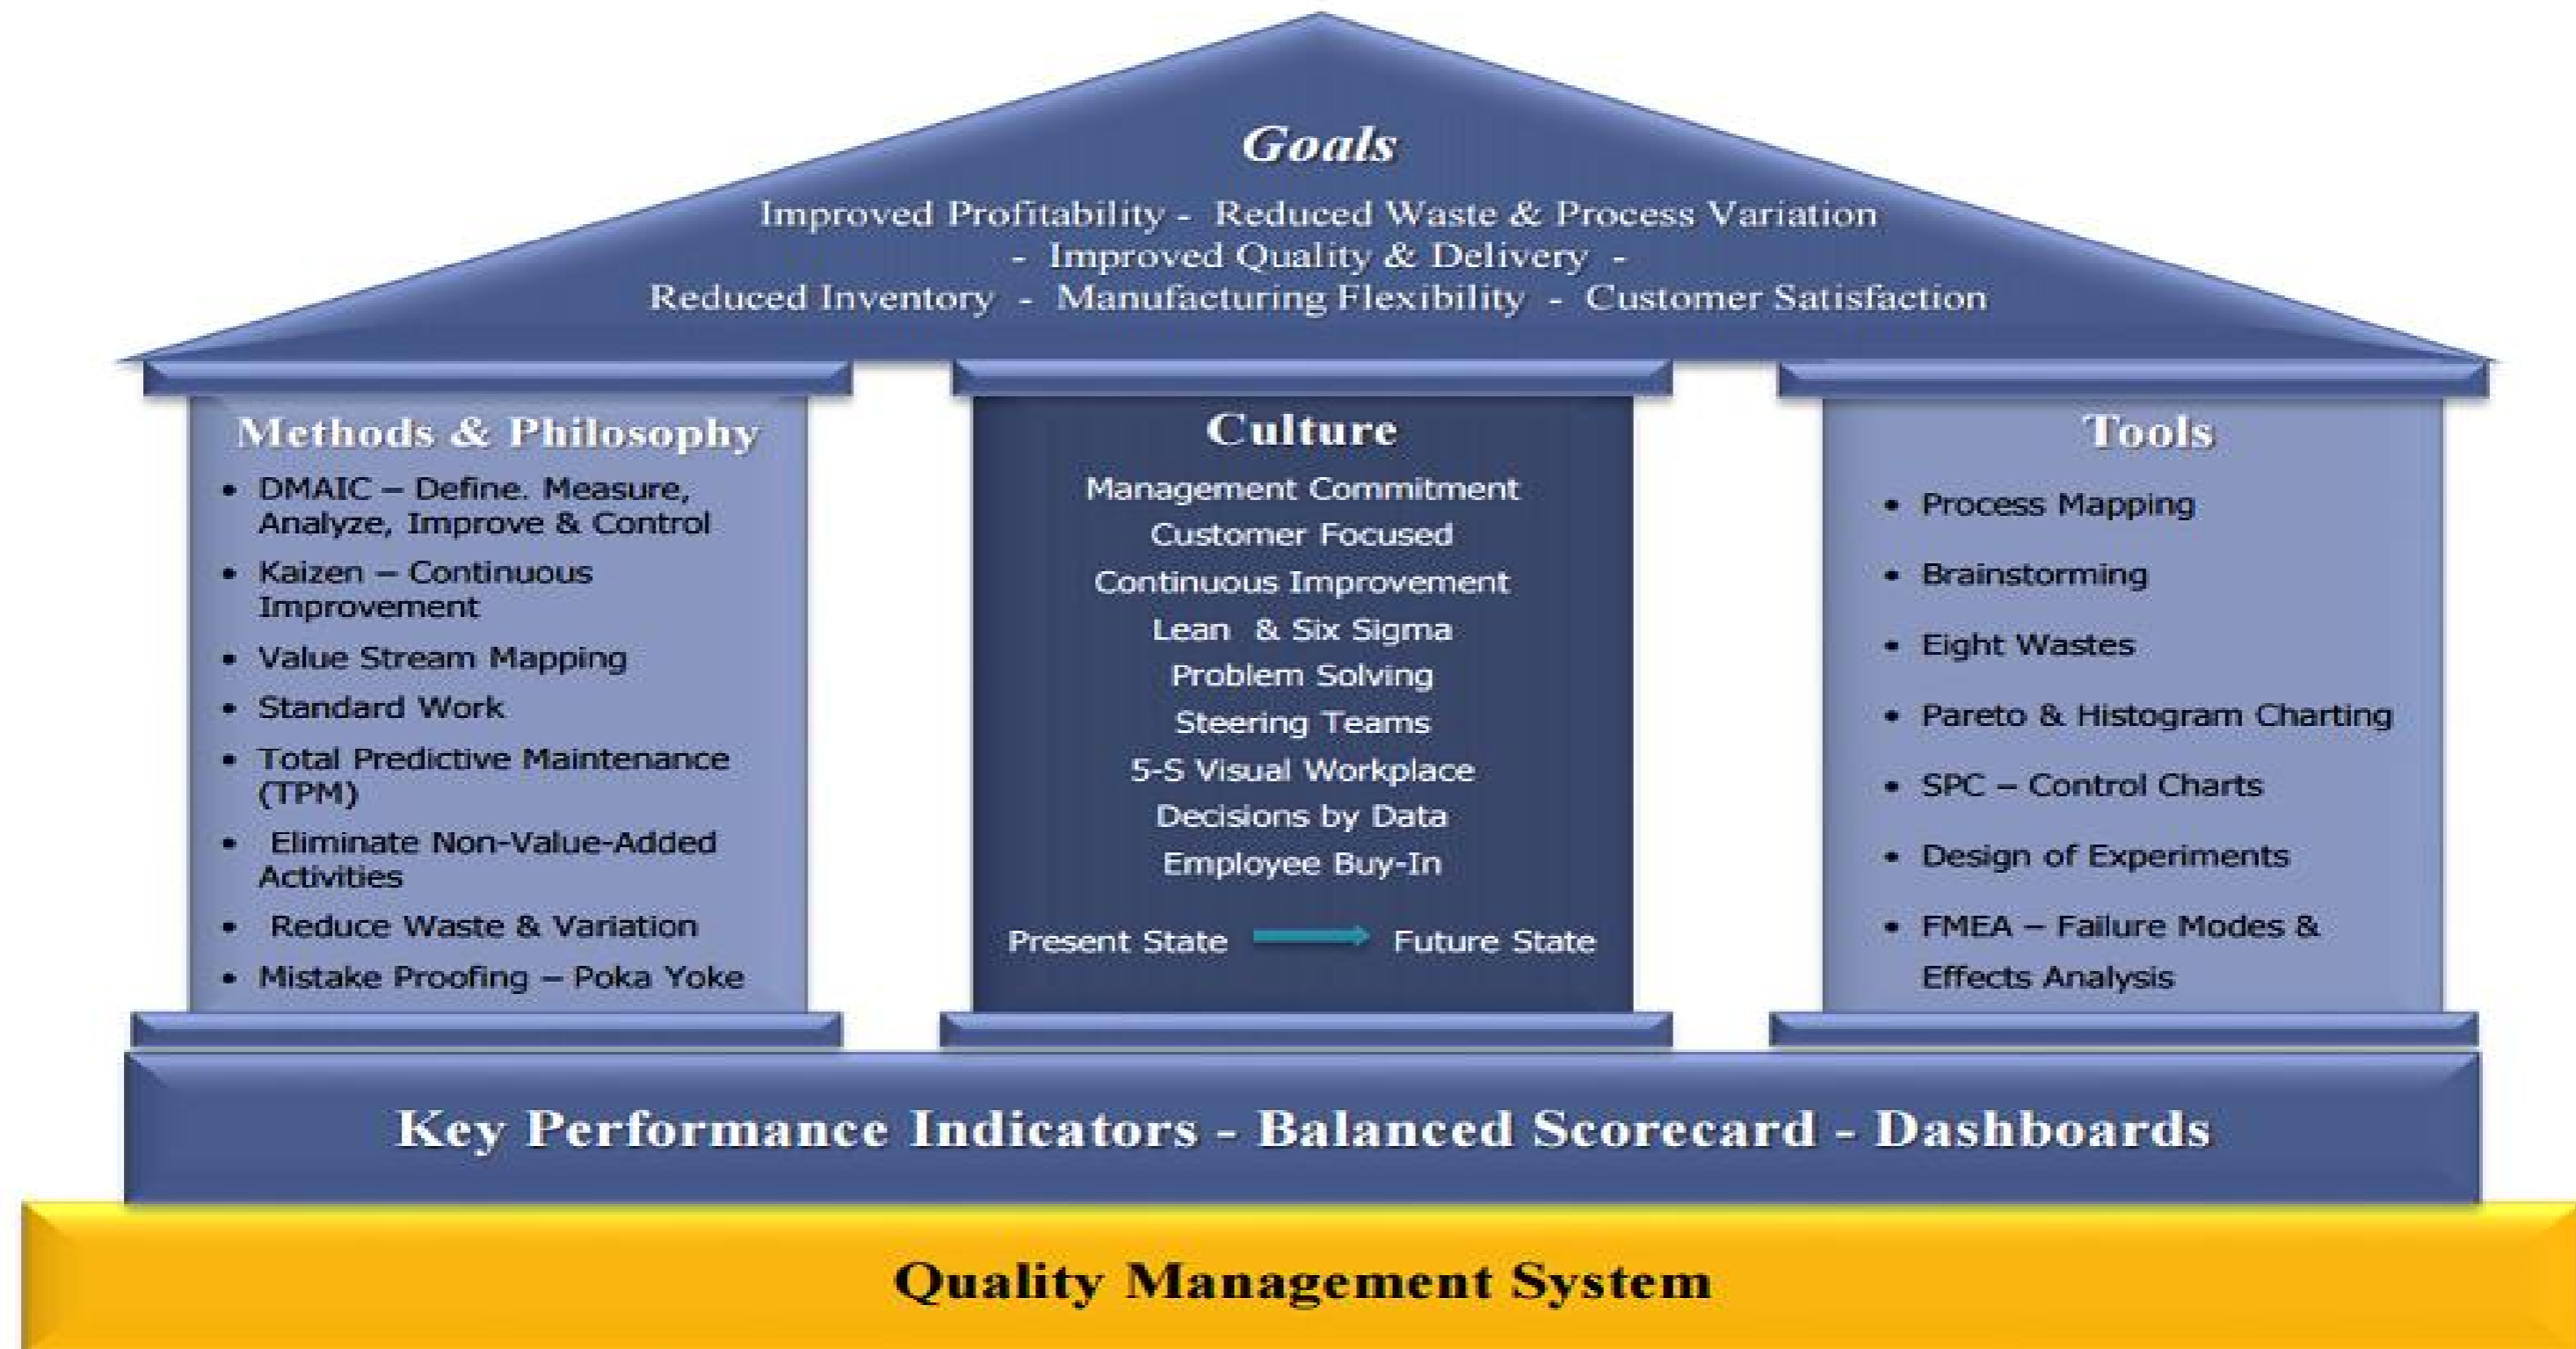 Goals
Improved Profitability - Reduced Waste & Process Variation
- Improved Quality & Delivery -
Reduced Inventory - Manufacturing Flexibility - Customer Satisfaction
Methods & Philosophy
• DMAIC – Define. Measure,
Analyze, Improve & Control
• Kaizen – Continuous
Improvement
• Value Stream Mapping
• Standard Work
• Total Predictive Maintenance
(TPM)
• Eliminate Non-Value-Added
Activities
• Reduce Waste & Variation
• Mistake Proofing – Poka Yoke
Culture
Management Commitment
Customer Focused
Continuous Improvement
Lean & Six Sigma
Problem Solving
Steering Teams
5-S Visual Workplace
Decisions by Data
Employee Buy-In
Present State Future State
Tools
• Process Mapping
• Brainstorming
• Eight Wastes
• Pareto & Histogram Charting
• SPC – Control Charts
• Design of Experiments
• FMEA – Failure Modes &
Effects Analysis
Key Performance Indicators - Balanced Scorecard - Dashboards
Quality Management System